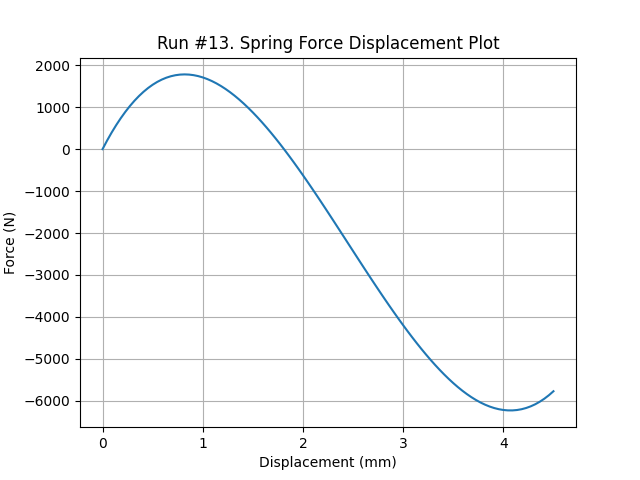 Run #13. Spring Force Displacement Plot
2000
1000
0
−1000
−2000
−3000
−4000
−5000
−6000
Force (N)
0 1 2 3 4
Displacement (mm)